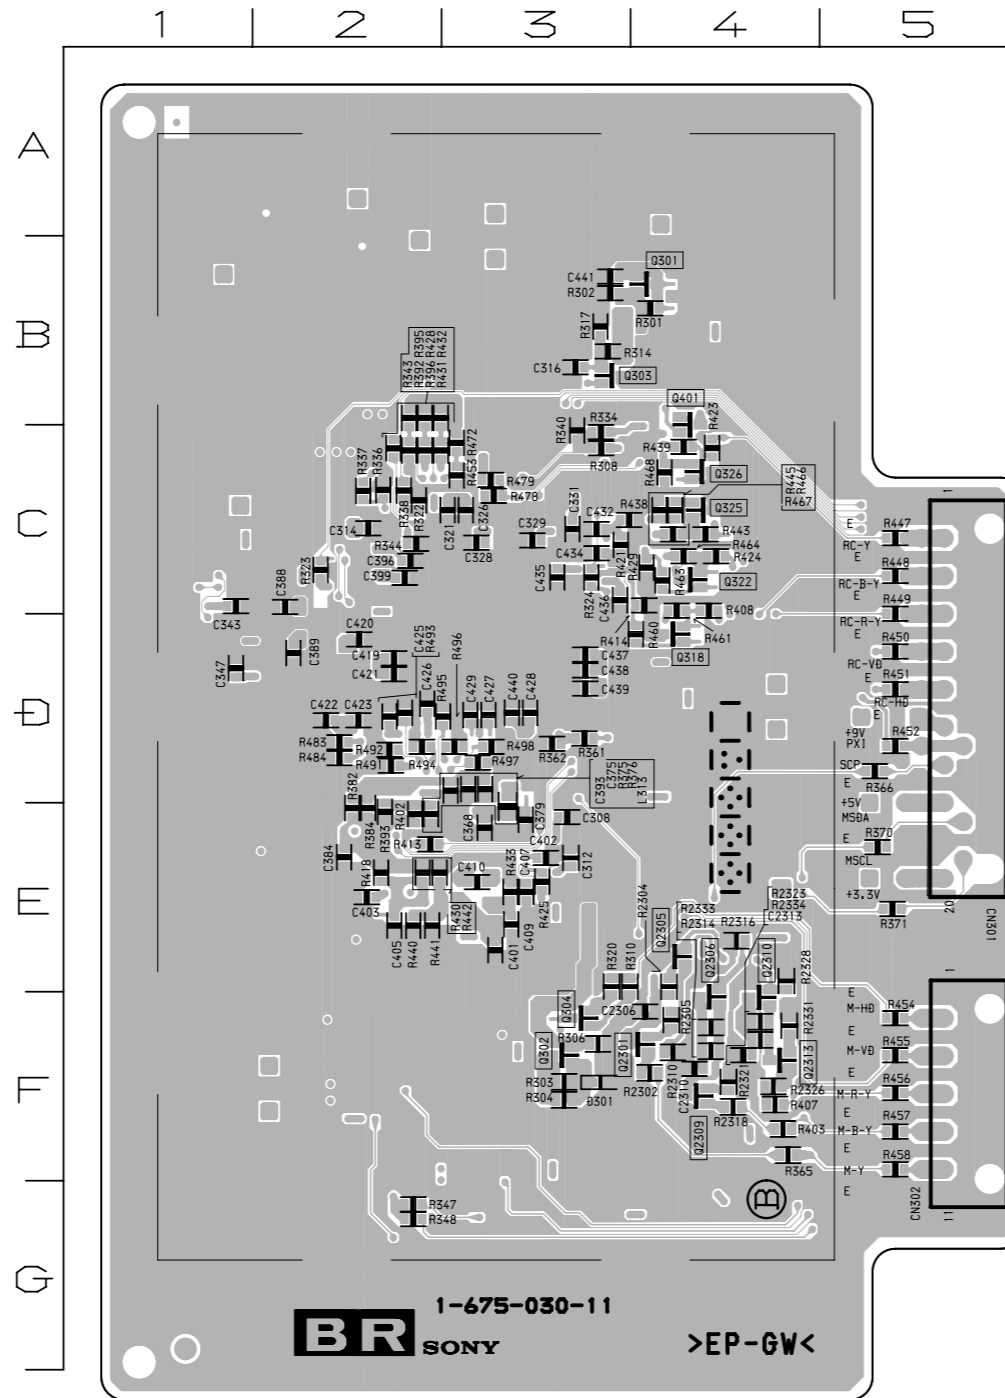 1 2 3 4 5
A
B
C
D
E
F
G
Q301
C441
R302
R301
R317
R314
C316
Q303
R343 R392 R395
R396 R428
R431 R432
Q401
R423
R340
R334
R439
R308
R472
R453
R468
Q326
R445
R466
R467
R337
R336
R338
R322
R479
R478
C321
C326
C331
C432
R438
Q325
C314
R344
C396
C399
C328
C329
C434
R421
R443
R464
R424
R429
R463
Q322
R323
C435
R324
C436
C343
C388
R408
R414
R460
R461
Q318
C347
C389
C420
C419
C421
C425
R493
C426
R495
R496
C429
C427
C440
C428
C437
C438
C439
C422
C423
R483
R484
R492
R491
R494
R498
R497
R362
R361
C393
C375
R375
R376
L313
R382
R384
R393
R402
R413
C368
C379
C308
C402
C384
R418
C403
C410
R433
C407
C312
R425
R430
R442
C405
R440
R441
C409
C401
R2304
Q2305
R2333
R2314
R2316
R2323
R2334
C2313
Q2306
Q2310
R2328
R320
R310
Q304
C2306
R2305
R2331
R306
Q302
Q2301
Q2313
R303
R304
D301
R2302
R2310
C2310
R2321
R2326
R407
R2318
R403
Q2309
R365
R347
R348
B
1
E
R447
RC-Y
E
R448
RC-B-Y
E
R449
RC-R-Y
E
R450
RC-VD
E
R451
RC-HD
E
+9V
PXI
R452
SCP
R366
E
+5V
MSDA
E
R370
MSCL
+3.3V
R371
20
CN301
1
E
M-HD
R454
E
M-VD
R455
E
R456
M-R-Y
E
R457
M-B-Y
E
R458
M-Y
E
CN302
11
1-675-030-11
BR SONY
>EP-GW<